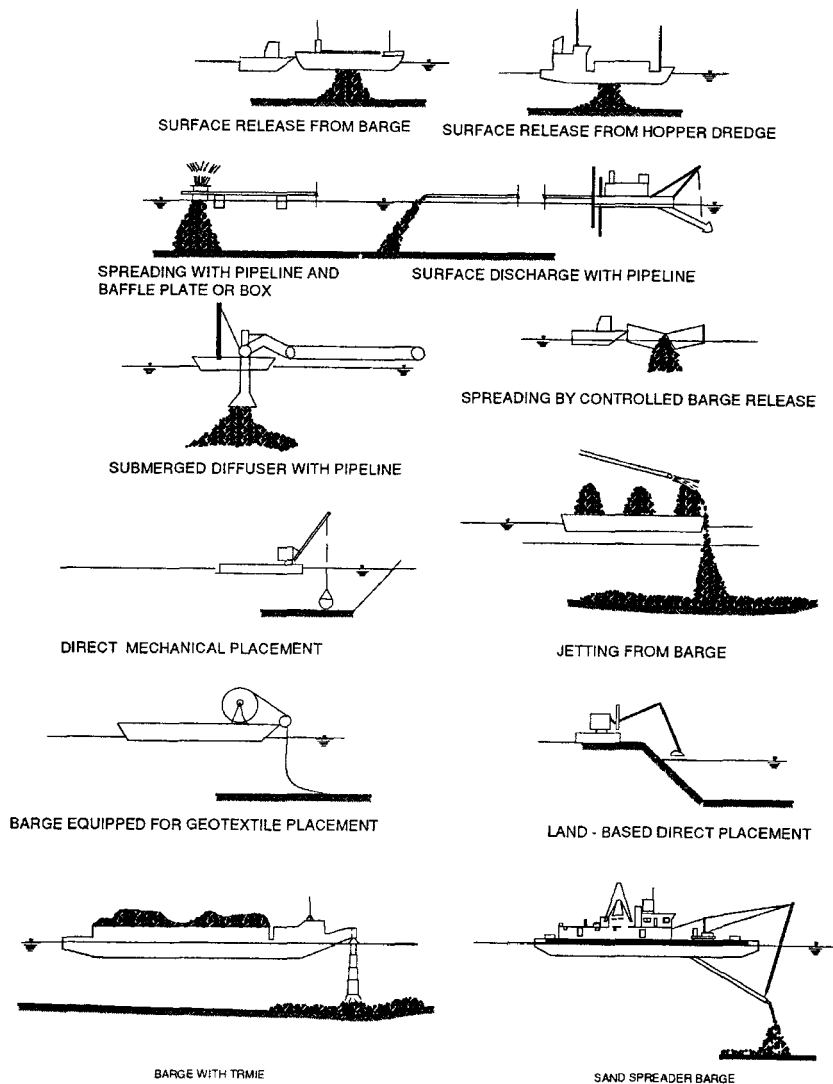 SURFACE RELEASE FROM BARGE
SURFACE RELEASE FROM HOPPER DREDGE
SPREADING WITH PIPELINE AND
BAFFLE PLATE OR BOX
SURFACE DISCHARGE WITH PIPELINE
SPREADING BY CONTROLLED BARGE RELEASE
SUBMERGED DIFFUSER WITH PIPELINE
DIRECT MECHANICAL PLACEMENT
JETTING FROM BARGE
BARGE EQUIPPED FOR GEOTEXTILE PLACEMENT
LAND - BASED DIRECT PLACEMENT
BARGE WITH TRMIE
SAND SPREADER BARGE